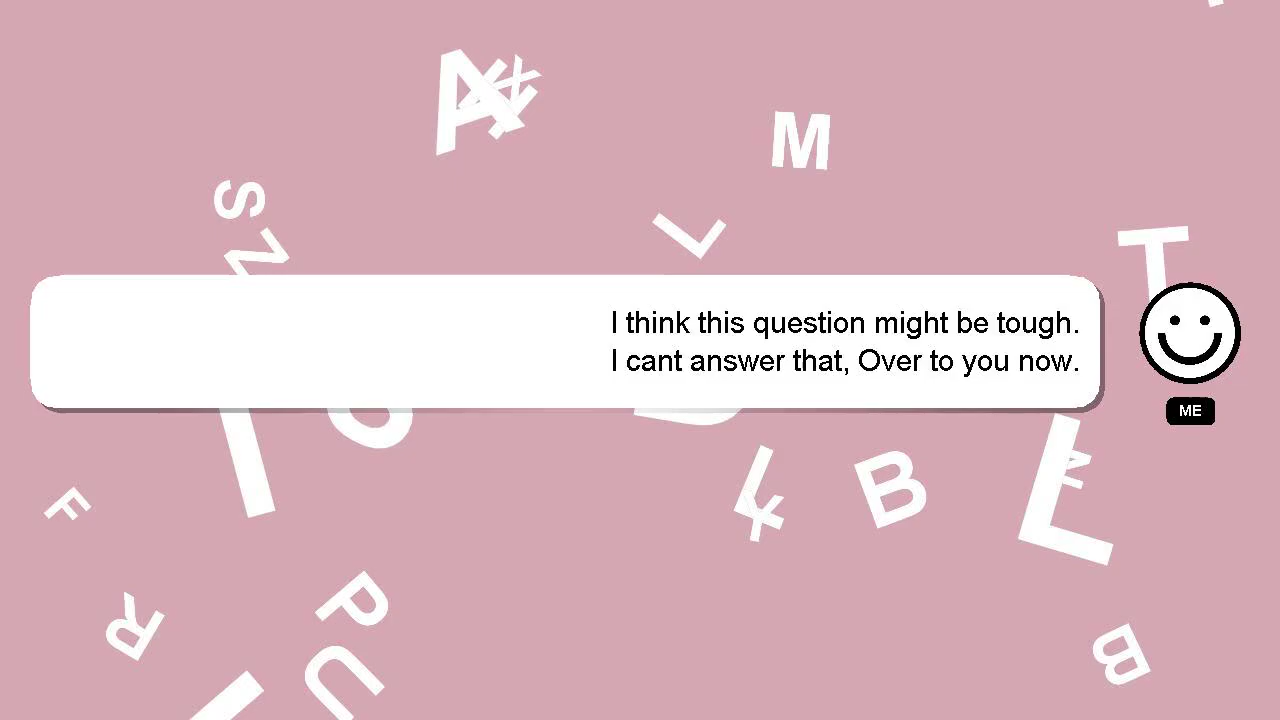 A
M
S
Z
L
T
I think this question might be tough.
I cant answer that, Over to you now.
ME
I
F
L
Y
B
L
N
P
R
U
B